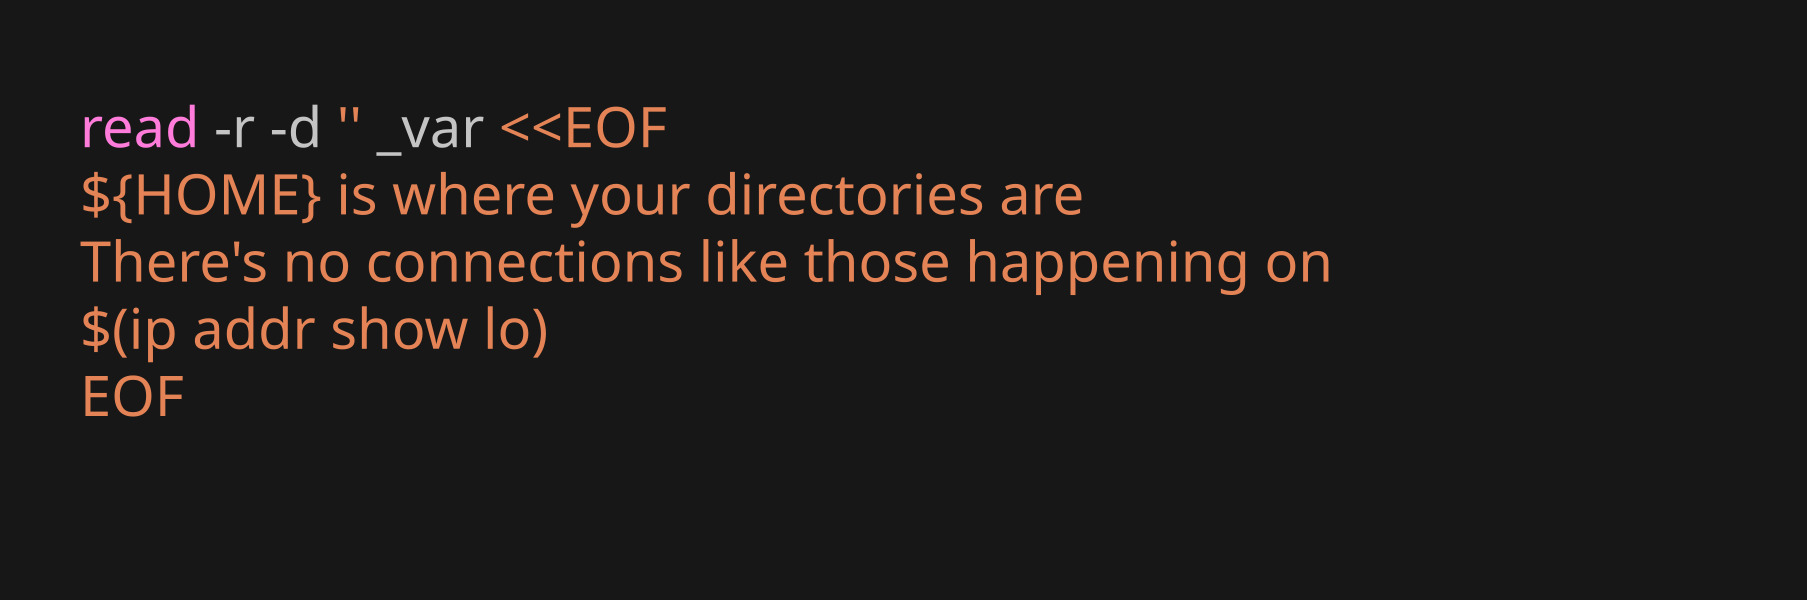 read -r -d '' _var <<EOF
${HOME} is where your directories are
There's no connections like those happening on
$(ip addr show lo)
EOF